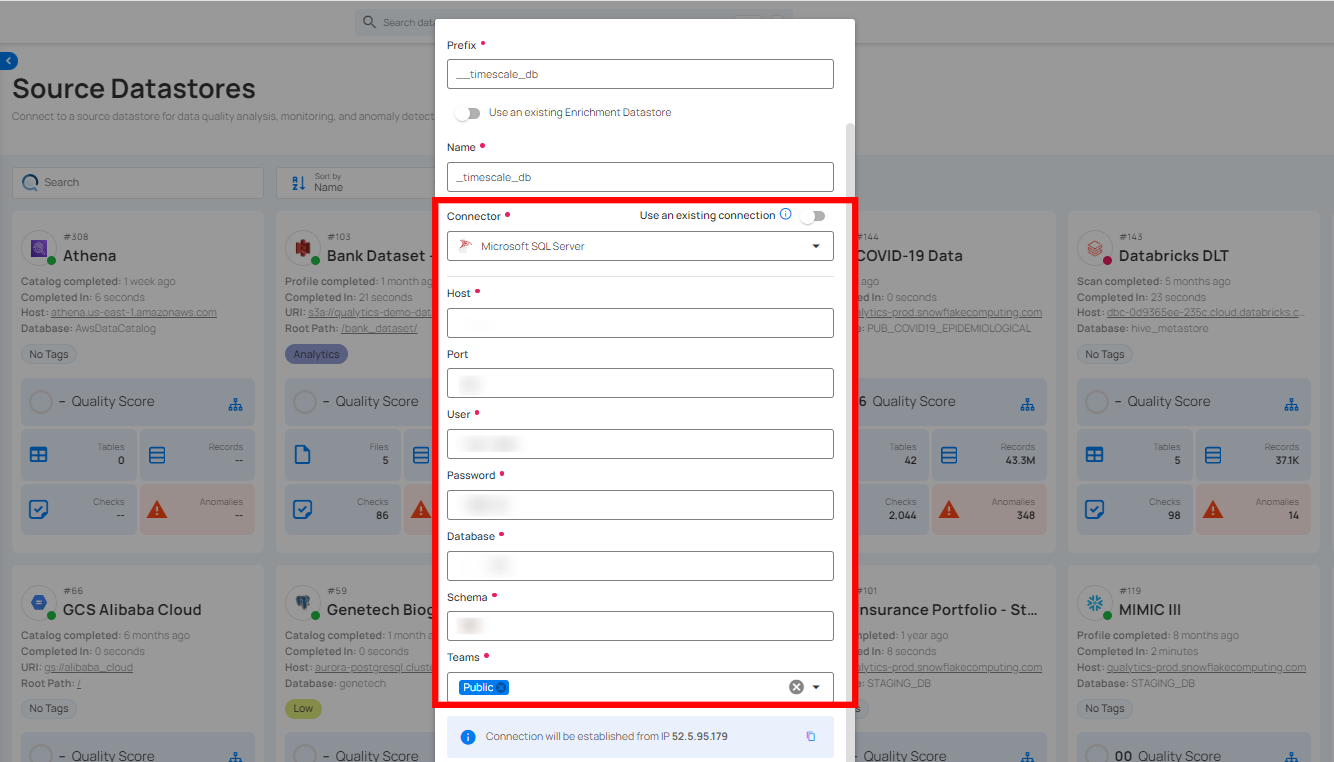 Search data
Source Datastores
Connect to a source datastore for data quality analysis, monitoring, and anomaly detect
Search
Sort by
Name
#308
Athena
Catalog completed: 1 week ago
Completed In: 6 seconds
Host: athena.us-east-1.amazonaws.com
Database: AwsDataCatalog
No Tags
– Quality Score
Tables
0
Records
--
Checks
--
Anomalies
--
#103
Bank Dataset -
Profile completed: 1 month ago
Completed In: 21 seconds
URI: s3a://qualytics-demo-dat
Root Path: /bank_dataset/
Analytics
– Quality Score
Files
5
Checks
86
Prefix •
__timescale_db
Use an existing Enrichment Datastore
Name •
_timescale_db
Connector •
Use an existing connection
Microsoft SQL Server
Host •
Port
User •
Password •
Database •
Schema •
Teams •
Public
Connection will be established from IP 52.5.95.179
#144
COVID-19 Data
ago
ed In: 0 seconds
alytics-prod.snowflakecomputing.com
e: PUB_COVID19_EPIDEMIOLOGICAL
6 Quality Score
Tables
42
Records
43.3M
Checks
2,044
Anomalies
348
#143
Databricks DLT
Scan completed: 5 months ago
Completed In: 23 seconds
Host: dbc-0d9365ee-235c.cloud.databricks.c...
Database: hive_metastore
No Tags
– Quality Score
Tables
5
Records
37.1K
Checks
98
Anomalies
14
#66
GCS Alibaba Cloud
Catalog completed: 6 months ago
Completed In: 0 seconds
URI: gs://alibaba_cloud
Root Path: /
No Tags
– Quality Score
#59
Genetech Biog
Catalog completed: 1 month a
Completed In: 0 seconds
Host: aurora-postgresql.cluste
Database: genetech
Low
– Quality Score
#101
Insurance Portfolio - St...
mpleted: 1 year ago
ed In: 8 seconds
alytics-prod.snowflakecomputing.com
e: STAGING_DB
s
Quality Score
#119
MIMIC III
Profile completed: 8 months ago
Completed In: 2 minutes
Host: qualytics-prod.snowflakecomputing.com
Database: STAGING_DB
No Tags
00 Quality Score